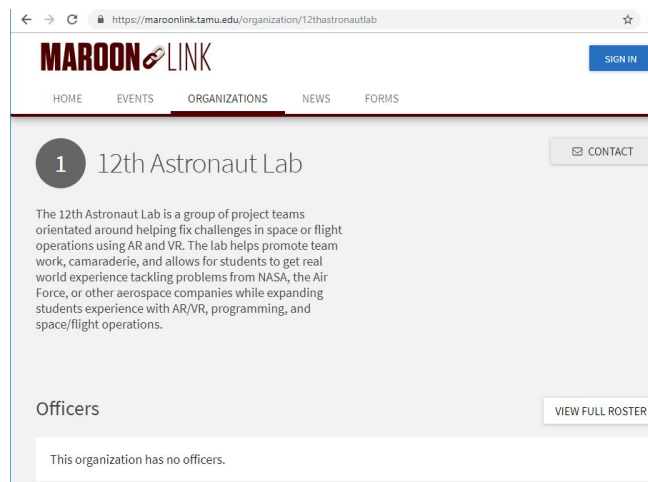 https://maroonlink.tamu.edu/organization/12thastronautlab
MAROON LINK
SIGN IN
HOME EVENTS ORGANIZATIONS NEWS FORMS
1 12th Astronaut Lab
CONTACT
The 12th Astronaut Lab is a group of project teams
orientated around helping fix challenges in space or flight
operations using AR and VR. The lab helps promote team
work, camaraderie, and allows for students to get real
world experience tackling problems from NASA, the Air
Force, or other aerospace companies while expanding
students experience with AR/VR, programming, and
space/flight operations.
Officers
VIEW FULL ROSTER
This organization has no officers.